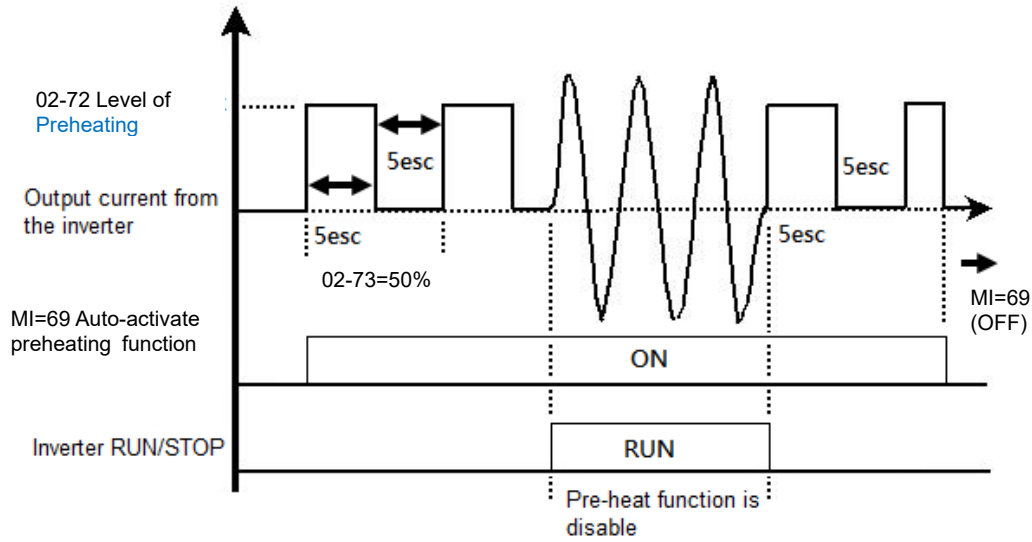 02-72 Level of
Preheating
5esc
5esc
Output current from
the inverter
5esc
5esc
02-73=50%
MI=69
(OFF)
MI=69 Auto-activate
preheating function
ON
Inverter RUN/STOP
RUN
Pre-heat function is
disable